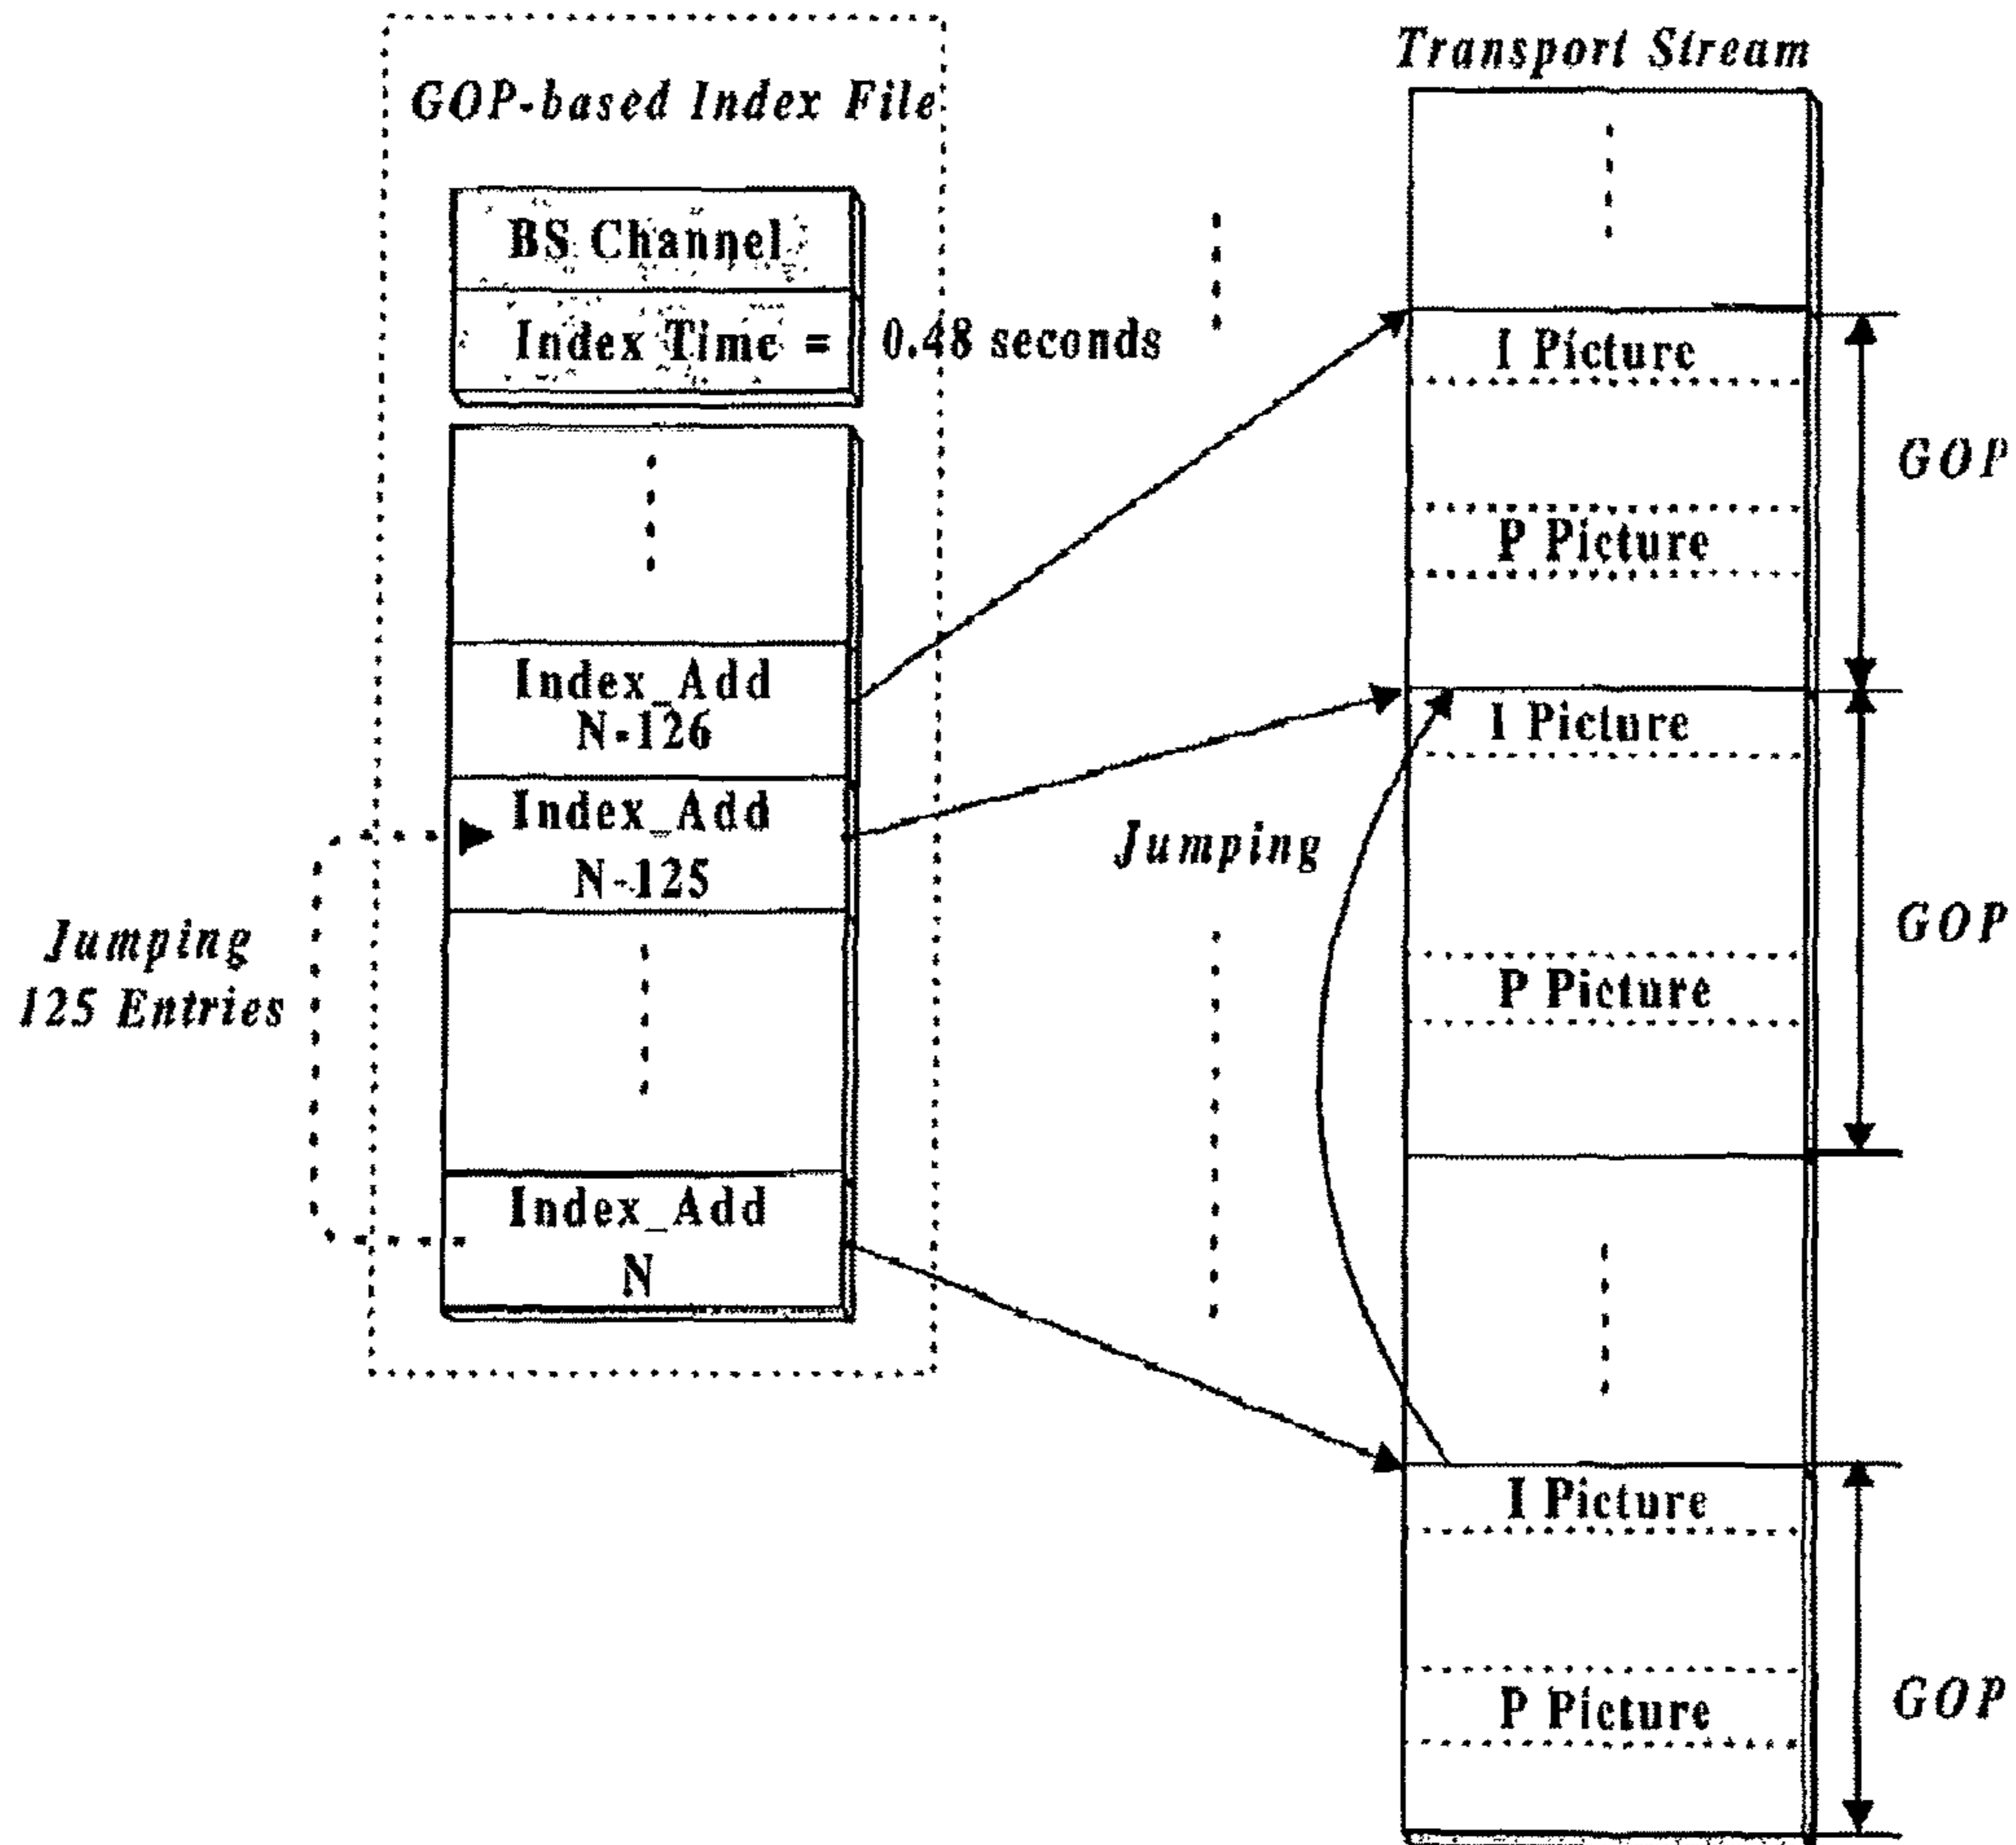 GOP-based Index File
BS Channel
Index Time = 0.48 seconds
Index_Add
N-126
Index_Add
N-125
Index_Add
N
Jumping
125 Entries
Jumping
Transport Stream
I Picture
P Picture
GOP
I Picture
P Picture
GOP
I Picture
P Picture
GOP